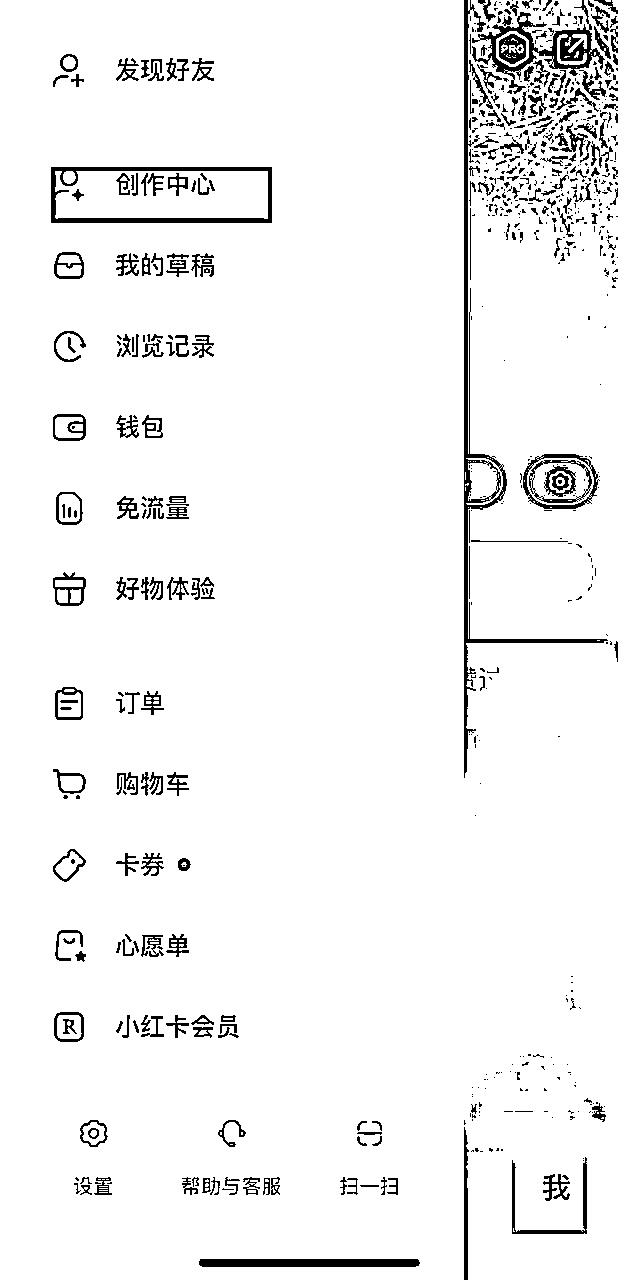 发现好友
PRO
创作中心
我的草稿
浏览记录
钱包
免流量
好物体验
订单
购物车
卡券
心愿单
R 小红卡会员
设置 帮助与客服 扫一扫
我